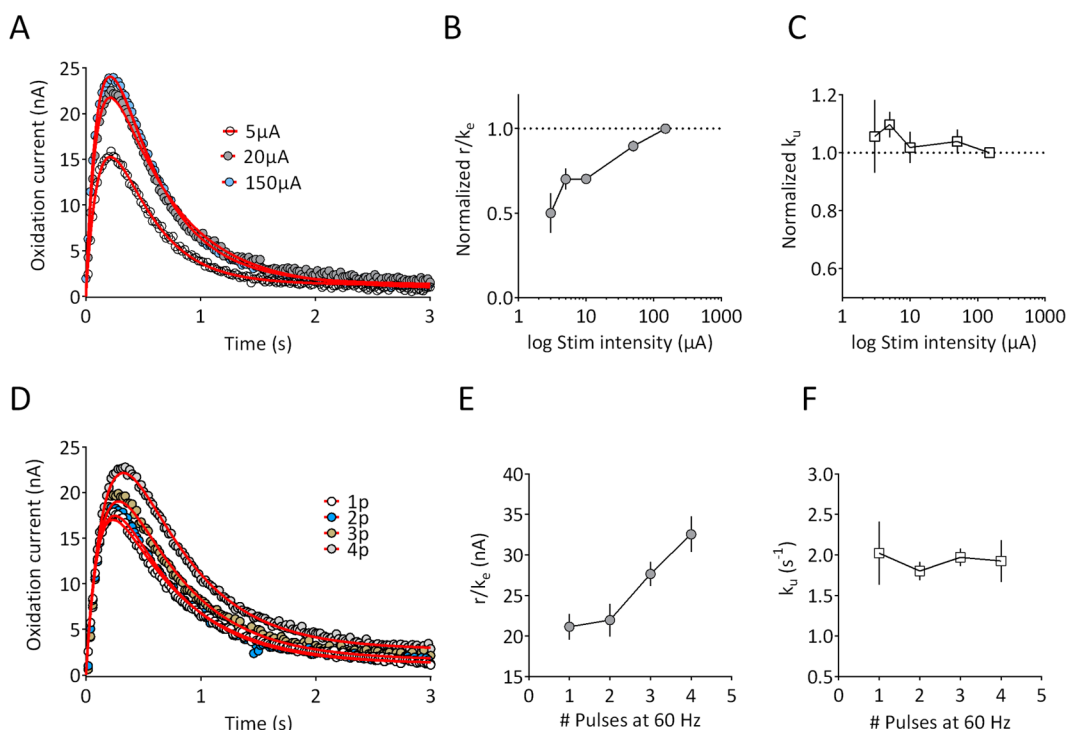 A
Oxidation current (nA)
25
20
15
10
5
0
0
1
2
3
Time (s)
5µA
20µA
150µA
B
Normalized r/kₑ
1.0
0.5
0.0
1
10
100
1000
log Stim intensity (µA)
C
Normalized kᵤ
1.2
1.0
0.8
0.6
1
10
100
1000
log Stim intensity (µA)
D
Oxidation current (nA)
25
20
15
10
5
0
0
1
2
3
Time (s)
1p
2p
3p
4p
E
r/kₑ (nA)
40
35
30
25
20
15
0
1
2
3
4
5
# Pulses at 60 Hz
F
kᵤ (s⁻¹)
3.0
2.5
2.0
1.5
1.0
0.5
0
1
2
3
4
5
# Pulses at 60 Hz